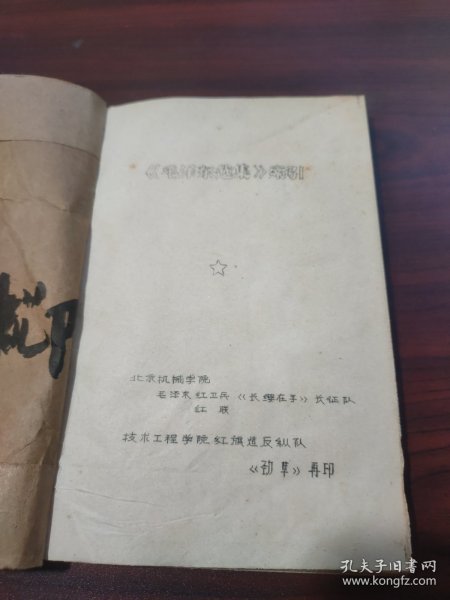 《毛泽东选集》索引
北京机械学院
毛泽东红卫兵《长缨在手》长征队
红联
技术工程学院红旗造反纵队
《劲草》再印
孔夫子旧书网
www.kongfz.com